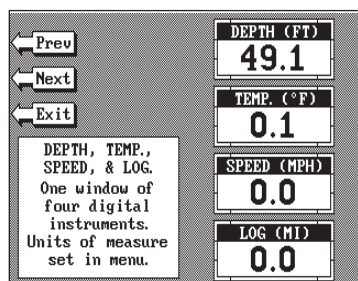 Prev
Next
Exit
DEPTH, TEMP.,
SPEED, & LOG.
One window of
four digital
instruments.
Units of measure
set in menu.
DEPTH (FT)
49.1
TEMP. (°F)
0.1
SPEED (MPH)
0.0
LOG (MI)
0.0